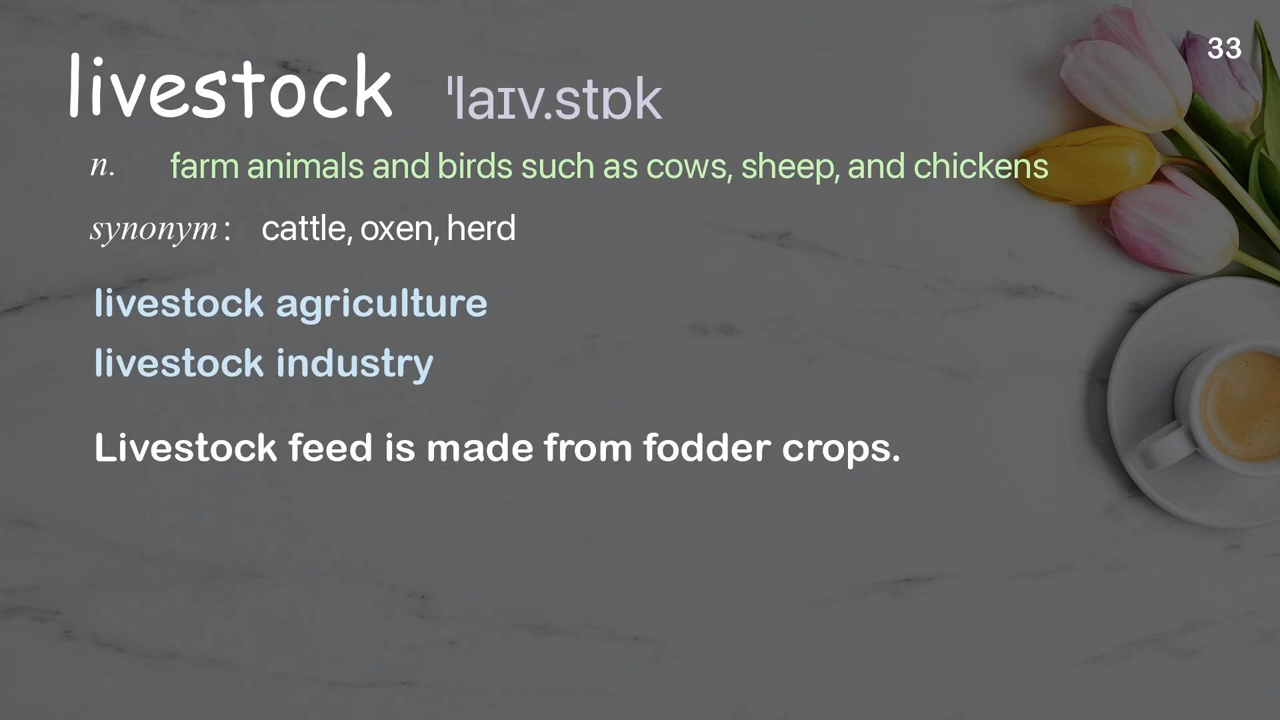 33
livestock ˈlaɪv.stɒk
n. farm animals and birds such as cows, sheep, and chickens
synonym: cattle, oxen, herd
livestock agriculture
livestock industry
Livestock feed is made from fodder crops.